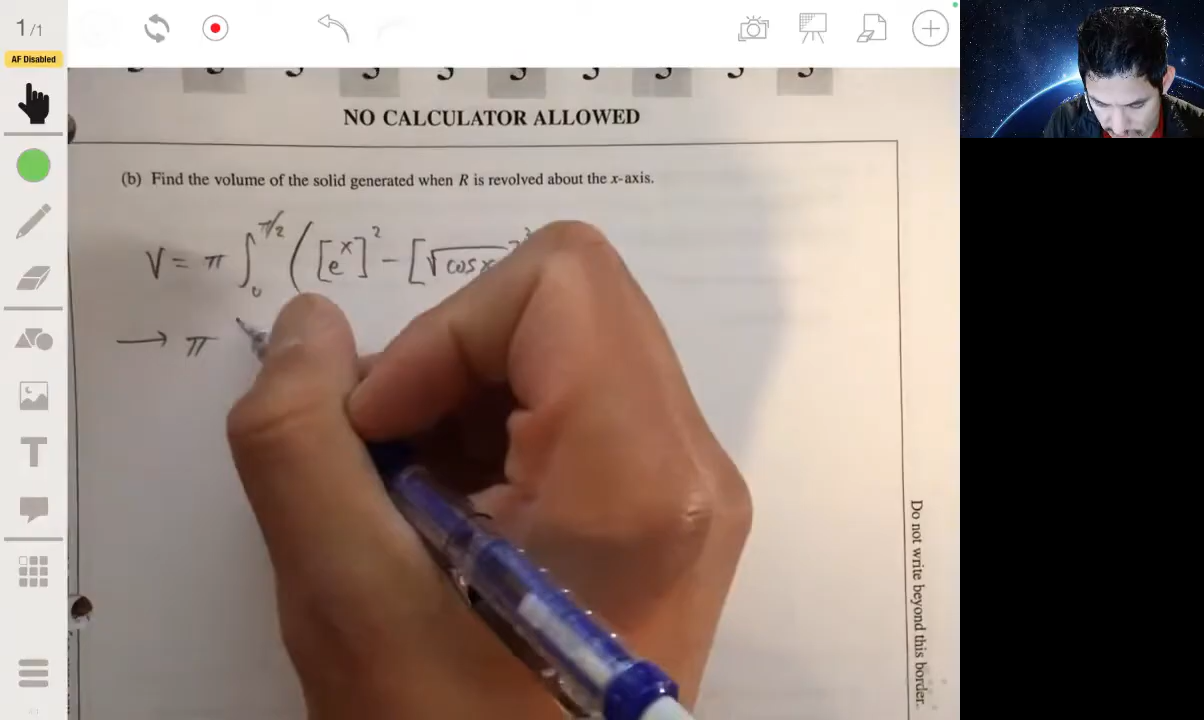 1/1
AF Disabled
NO CALCULATOR ALLOWED
(b) Find the volume of the solid generated when R is revolved about the x-axis.
V = π ∫₀^π/2 ([eˣ]² − [√cos x
→ π
T
Do not write beyond this border.